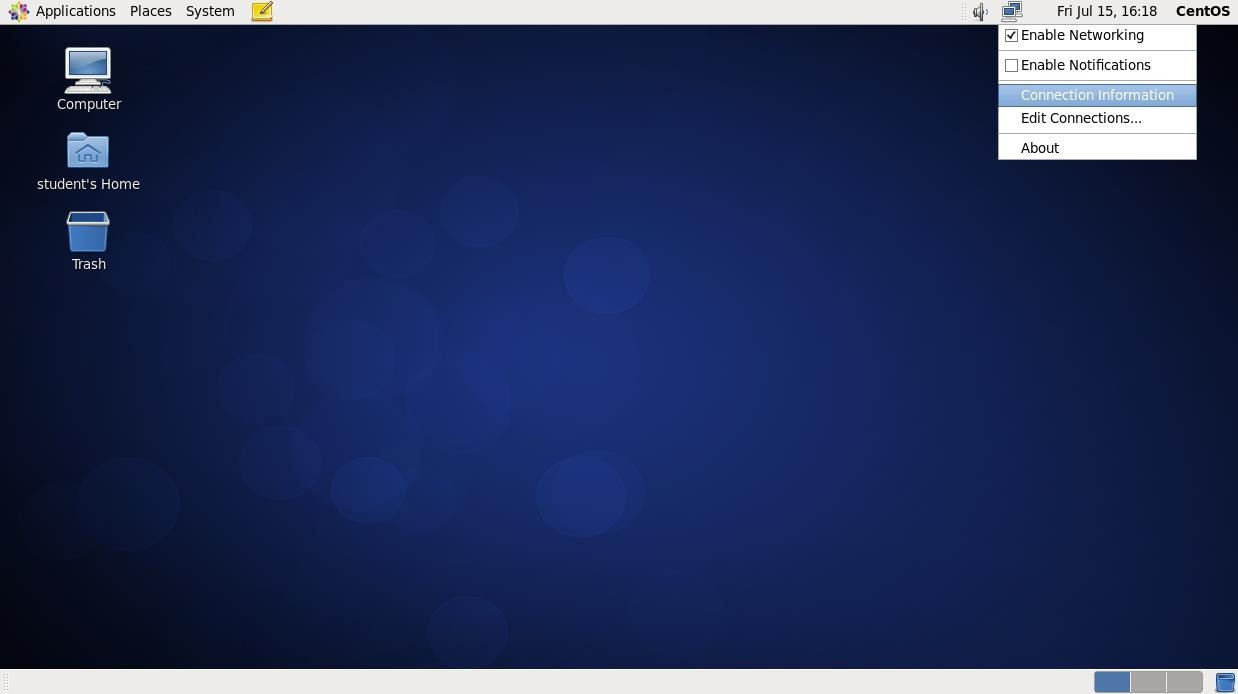 Applications Places System Fri Jul 15, 16:18 CentOS
Enable Networking
Enable Notifications
Connection Information
Edit Connections...
About
Computer
student's Home
Trash